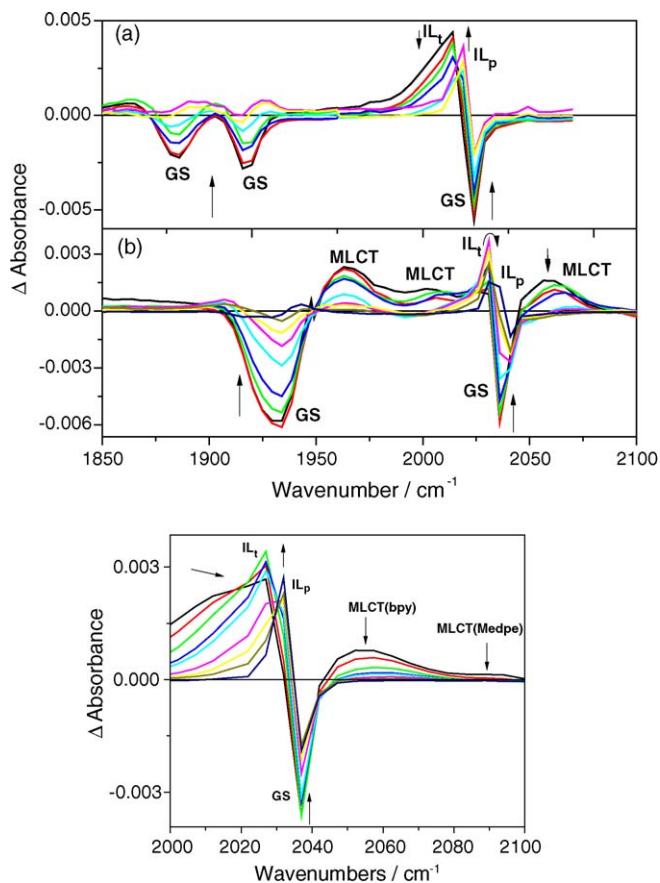 (a)
0.005
0.000
-0.005
ILt
ILp
GS
GS
GS
(b)
0.003
0.000
-0.003
-0.006
MLCT
MLCT
ILt
ILp
MLCT
GS
GS
1850 1900 1950 2000 2050 2100
Wavenumber / cm-1
Δ Absorbance
0.003
0.000
-0.003
ILt
ILp
MLCT(bpy)
MLCT(Medpe)
GS
2000 2020 2040 2060 2080 2100
Wavenumbers / cm-1
Δ Absorbance